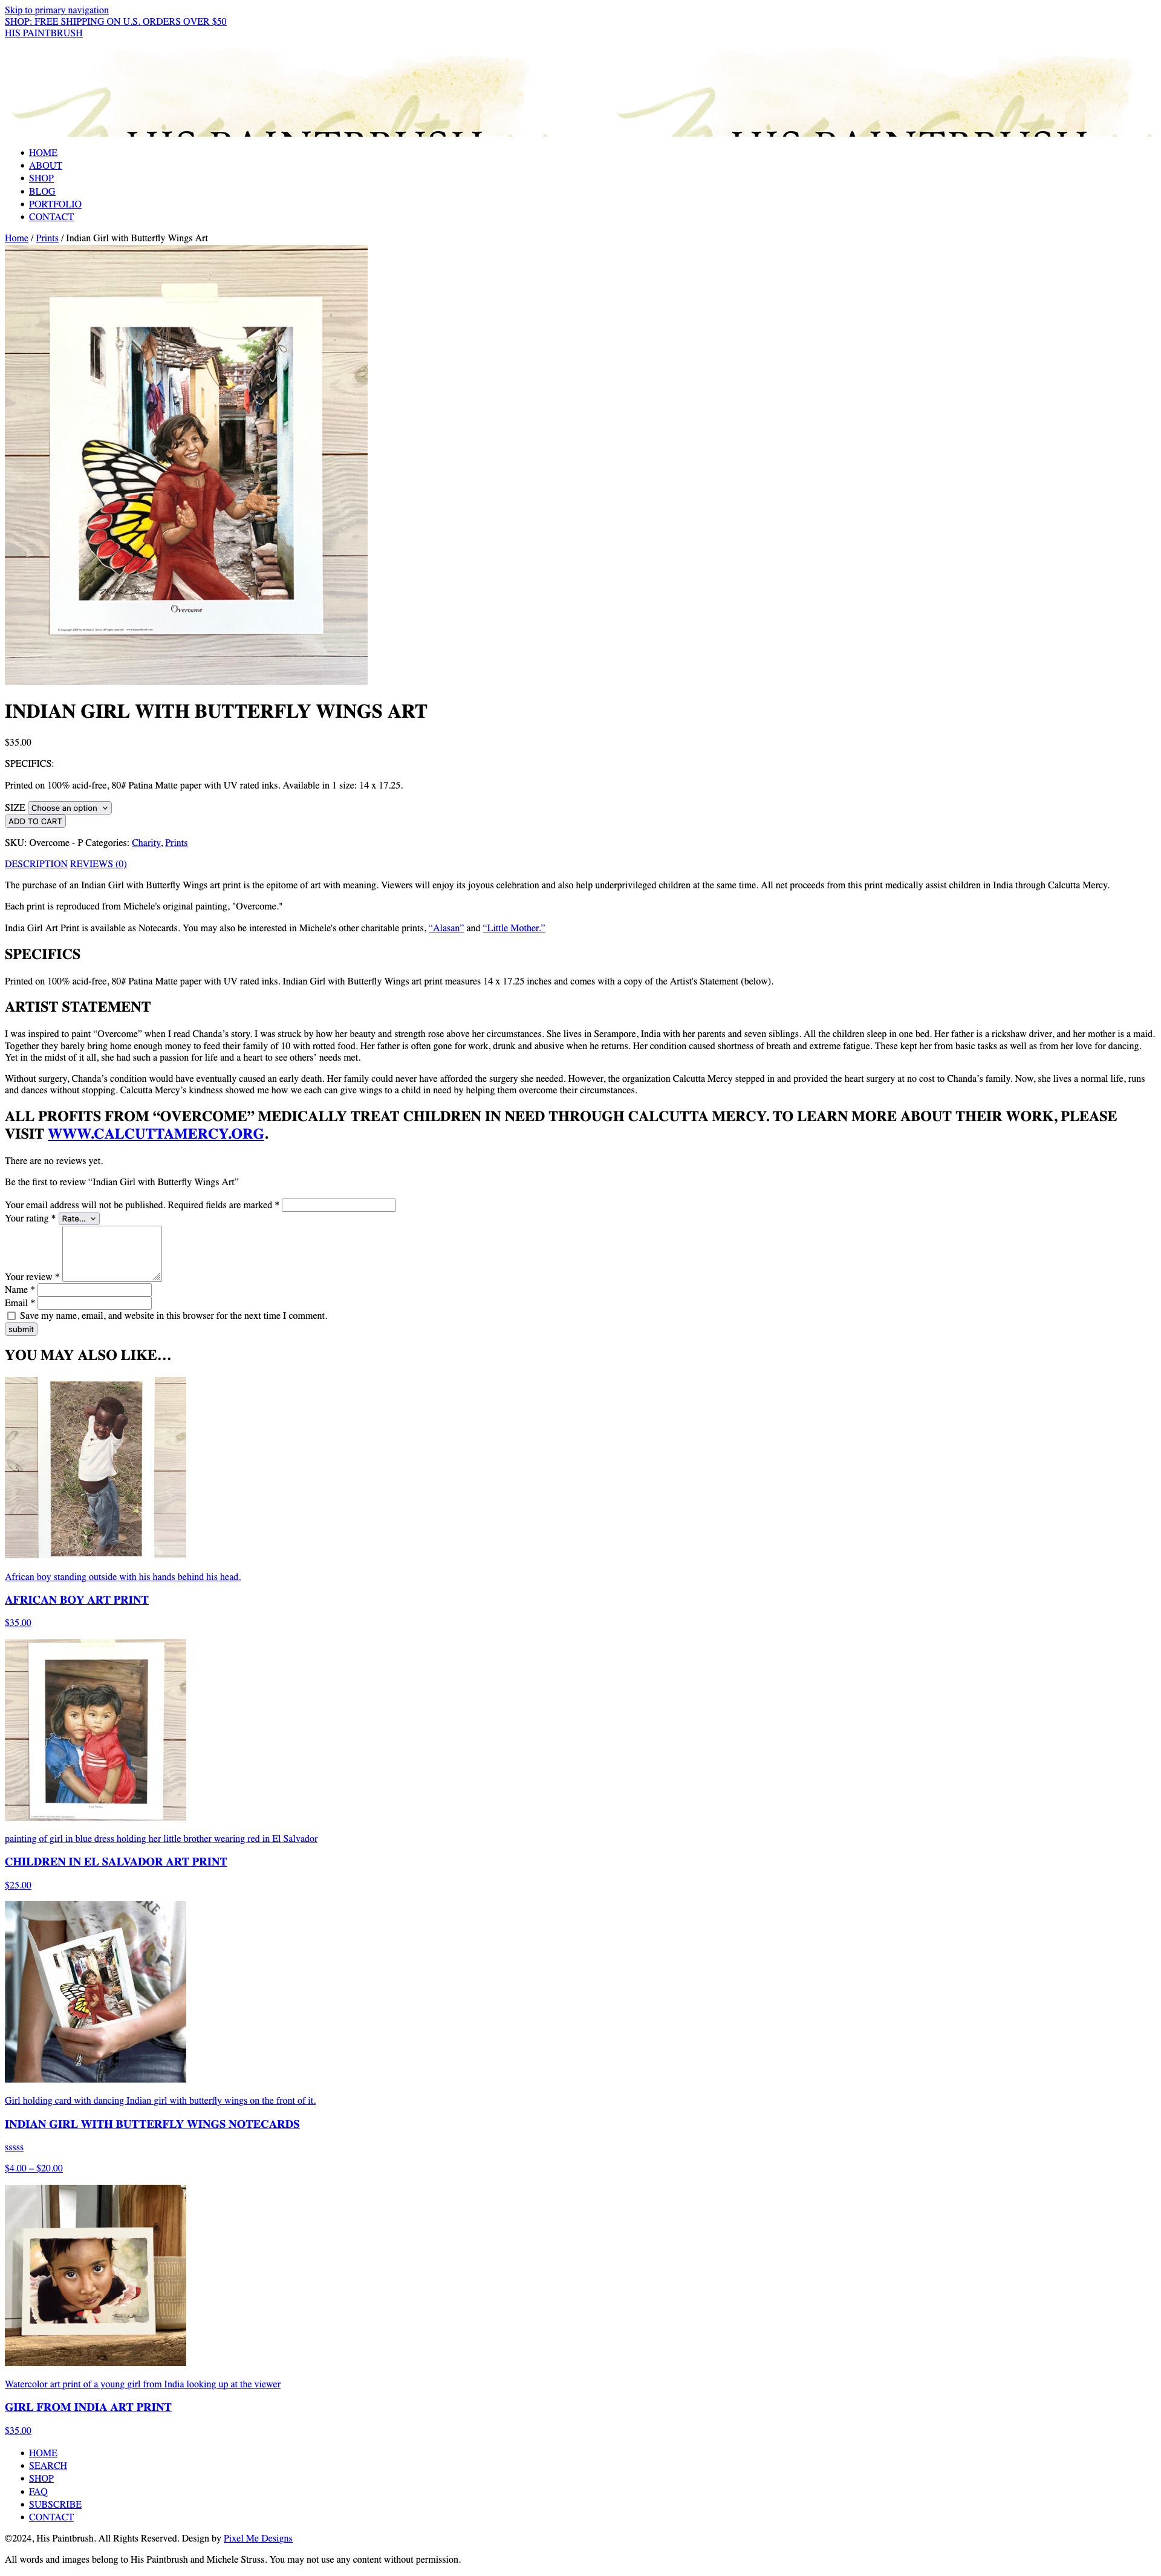 Skip to primary navigation
SHOP: FREE SHIPPING ON U.S. ORDERS OVER $50
HIS PAINTBRUSH
HIS PAINTBRUSH HIS PAINTBRUSH
HOME
ABOUT
SHOP
BLOG
PORTFOLIO
CONTACT
Home / Prints / Indian Girl with Butterfly Wings Art
Overcome
INDIAN GIRL WITH BUTTERFLY WINGS ART
$35.00
SPECIFICS:
Printed on 100% acid-free, 80# Patina Matte paper with UV rated inks. Available in 1 size: 14 x 17.25.
SIZE Choose an option
ADD TO CART
SKU: Overcome - P Categories: Charity, Prints
DESCRIPTION REVIEWS (0)
The purchase of an Indian Girl with Butterfly Wings art print is the epitome of art with meaning. Viewers will enjoy its joyous celebration and also help underprivileged children at the same time. All net proceeds from this print medically assist children in India through Calcutta Mercy.
Each print is reproduced from Michele's original painting, "Overcome."
India Girl Art Print is available as Notecards. You may also be interested in Michele's other charitable prints, “Alasan” and “Little Mother.”
SPECIFICS
Printed on 100% acid-free, 80# Patina Matte paper with UV rated inks. Indian Girl with Butterfly Wings art print measures 14 x 17.25 inches and comes with a copy of the Artist's Statement (below).
ARTIST STATEMENT
I was inspired to paint “Overcome” when I read Chanda’s story. I was struck by how her beauty and strength rose above her circumstances. She lives in Serampore, India with her parents and seven siblings. All the children sleep in one bed. Her father is a rickshaw driver, and her mother is a maid.
Together they barely bring home enough money to feed their family of 10 with rotted food. Her father is often gone for work, drunk and abusive when he returns. Her condition caused shortness of breath and extreme fatigue. These kept her from basic tasks as well as from her love for dancing.
Yet in the midst of it all, she had such a passion for life and a heart to see others’ needs met.
Without surgery, Chanda’s condition would have eventually caused an early death. Her family could never have afforded the surgery she needed. However, the organization Calcutta Mercy stepped in and provided the heart surgery at no cost to Chanda’s family. Now, she lives a normal life, runs
and dances without stopping. Calcutta Mercy’s kindness showed me how we each can give wings to a child in need by helping them overcome their circumstances.
ALL PROFITS FROM “OVERCOME” MEDICALLY TREAT CHILDREN IN NEED THROUGH CALCUTTA MERCY. TO LEARN MORE ABOUT THEIR WORK, PLEASE
VISIT WWW.CALCUTTAMERCY.ORG.
There are no reviews yet.
Be the first to review “Indian Girl with Butterfly Wings Art”
Your email address will not be published. Required fields are marked *
Your rating * Rate…
Your review *
Name *
Email *
Save my name, email, and website in this browser for the next time I comment.
submit
YOU MAY ALSO LIKE…
African boy standing outside with his hands behind his head.
AFRICAN BOY ART PRINT
$35.00
painting of girl in blue dress holding her little brother wearing red in El Salvador
CHILDREN IN EL SALVADOR ART PRINT
$25.00
Girl holding card with dancing Indian girl with butterfly wings on the front of it.
INDIAN GIRL WITH BUTTERFLY WINGS NOTECARDS
sssss
$4.00 – $20.00
Watercolor art print of a young girl from India looking up at the viewer
GIRL FROM INDIA ART PRINT
$35.00
HOME
SEARCH
SHOP
FAQ
SUBSCRIBE
CONTACT
©2024, His Paintbrush. All Rights Reserved. Design by Pixel Me Designs
All words and images belong to His Paintbrush and Michele Struss. You may not use any content without permission.